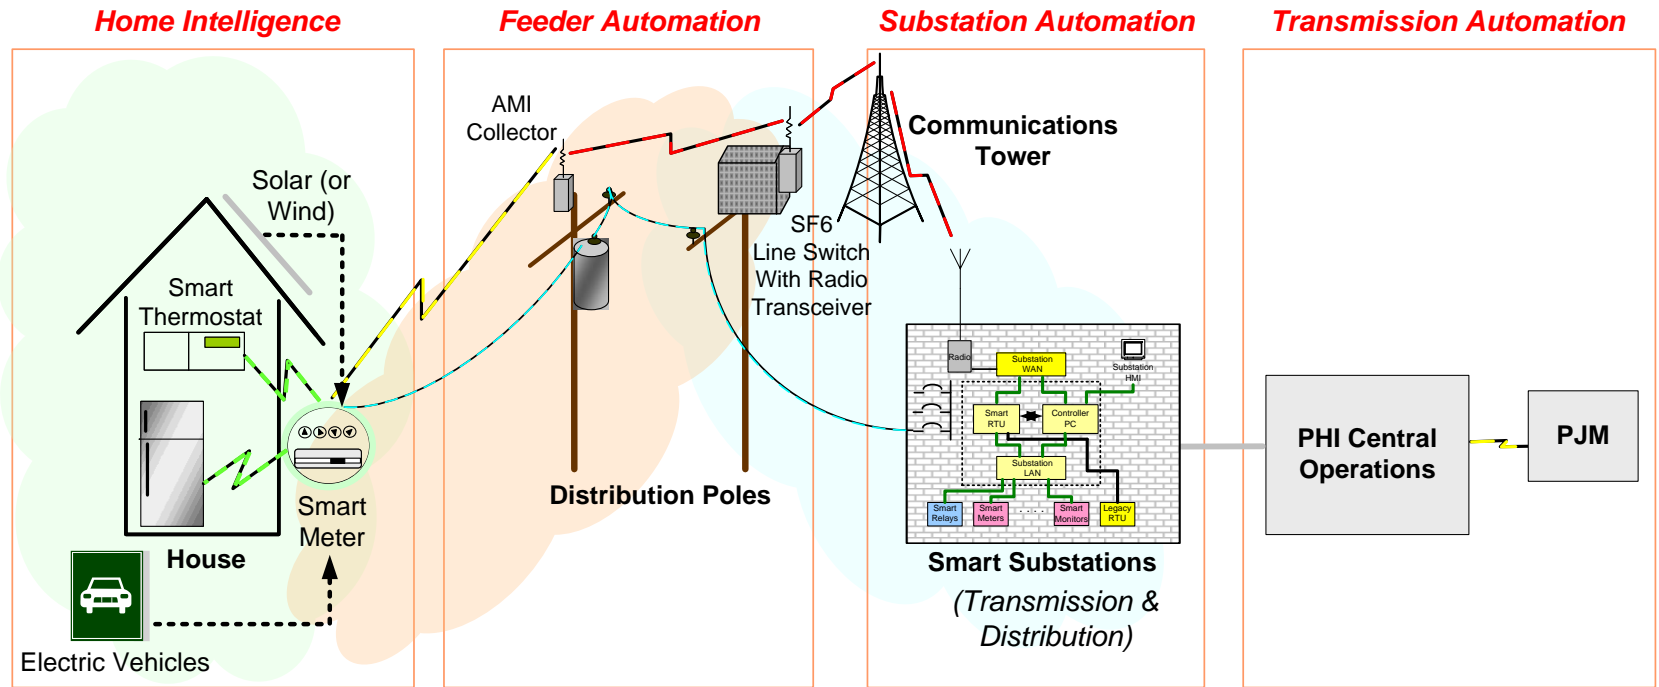 Home Intelligence
Feeder Automation
Substation Automation
Transmission Automation
Solar (or
Wind)
Smart
Thermostat
House
Smart
Meter
Electric Vehicles
AMI
Collector
SF6
Line Switch
With Radio
Transceiver
Distribution Poles
Communications
Tower
Radio
Substation
WAN
Substation
HMI
Smart
RTU
Controller
PC
Substation
LAN
Smart
Relays
Smart
Meters
. . . .
Smart
Monitors
Legacy
RTU
Smart Substations
(Transmission &
Distribution)
PHI Central
Operations
PJM